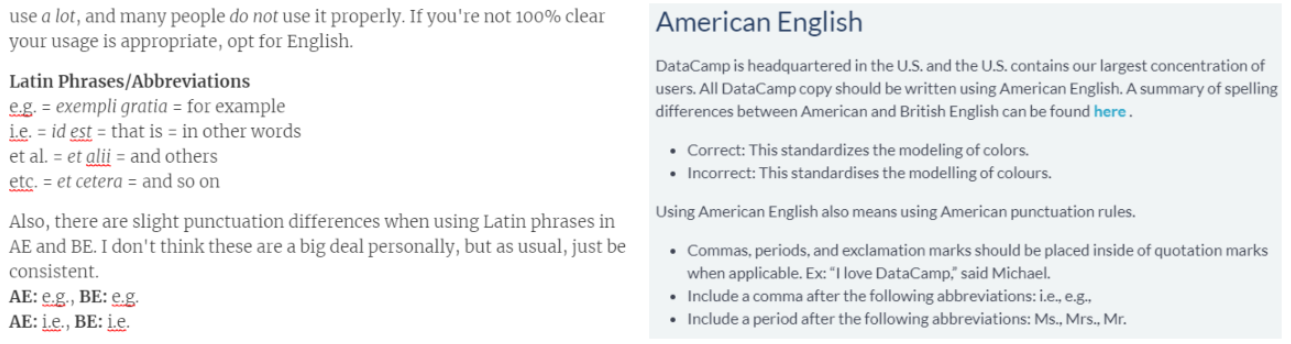 use a lot, and many people do not use it properly. If you're not 100% clear
your usage is appropriate, opt for English.
Latin Phrases/Abbreviations
e.g. = exempli gratia = for example
i.e. = id est = that is = in other words
et al. = et alii = and others
etc. = et cetera = and so on
Also, there are slight punctuation differences when using Latin phrases in
AE and BE. I don't think these are a big deal personally, but as usual, just be
consistent.
AE: e.g., BE: e.g.
AE: i.e., BE: i.e.
American English
DataCamp is headquartered in the U.S. and the U.S. contains our largest concentration of
users. All DataCamp copy should be written using American English. A summary of spelling
differences between American and British English can be found here .
• Correct: This standardizes the modeling of colors.
• Incorrect: This standardises the modelling of colours.
Using American English also means using American punctuation rules.
• Commas, periods, and exclamation marks should be placed inside of quotation marks
when applicable. Ex: “I love DataCamp,” said Michael.
• Include a comma after the following abbreviations: i.e., e.g.,
• Include a period after the following abbreviations: Ms., Mrs., Mr.